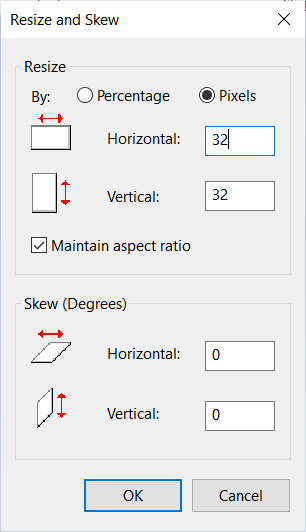 Resize and Skew
Resize
By: Percentage Pixels
Horizontal: 32
Vertical: 32
Maintain aspect ratio
Skew (Degrees)
Horizontal: 0
Vertical: 0
OK Cancel